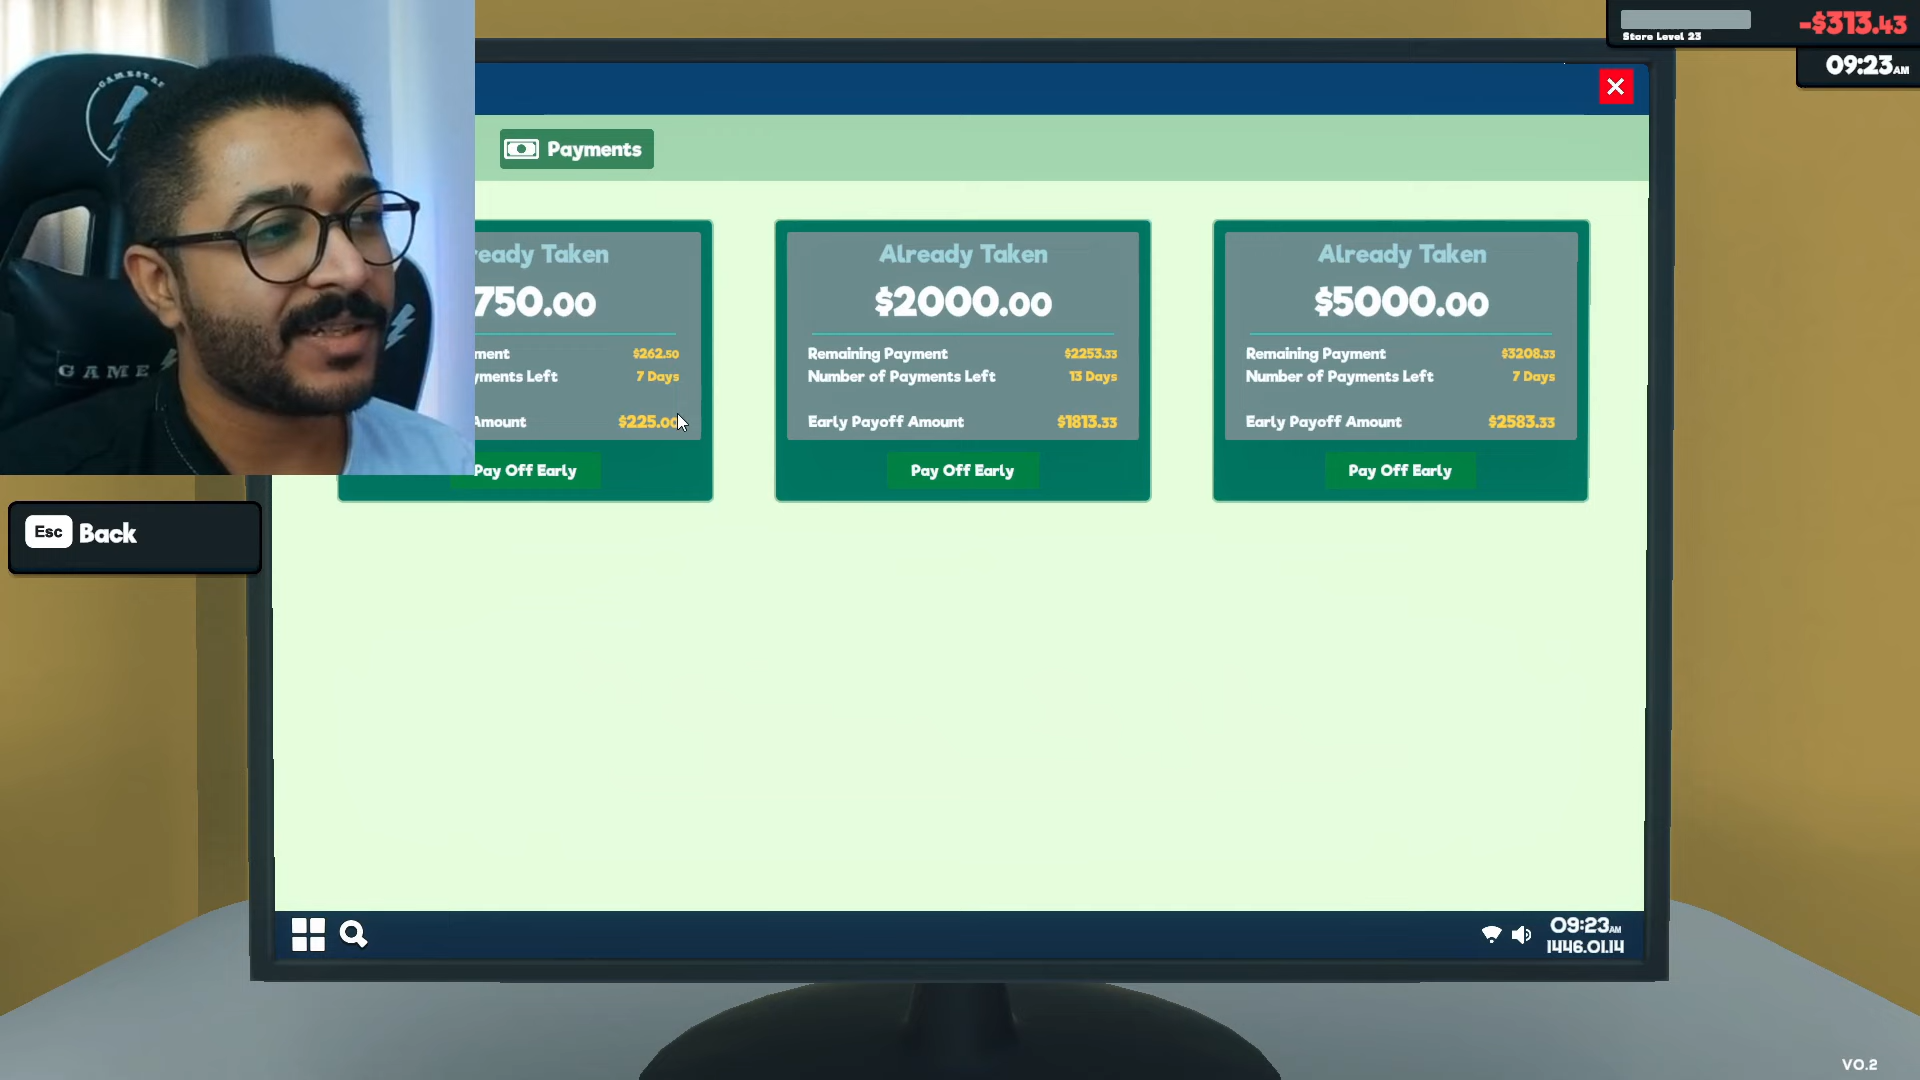 Store Level 23
-$313.43
09:23AM
Payments
ready Taken
750.00
ment $262.50
yments Left 7 Days
Amount $225.00
Pay Off Early
Already Taken
$2000.00
Remaining Payment $2253.33
Number of Payments Left 13 Days
Early Payoff Amount $1813.33
Pay Off Early
Already Taken
$5000.00
Remaining Payment $3208.33
Number of Payments Left 7 Days
Early Payoff Amount $2583.33
Pay Off Early
GAME
Esc Back
09:23AM
1446.01.14
V0.2